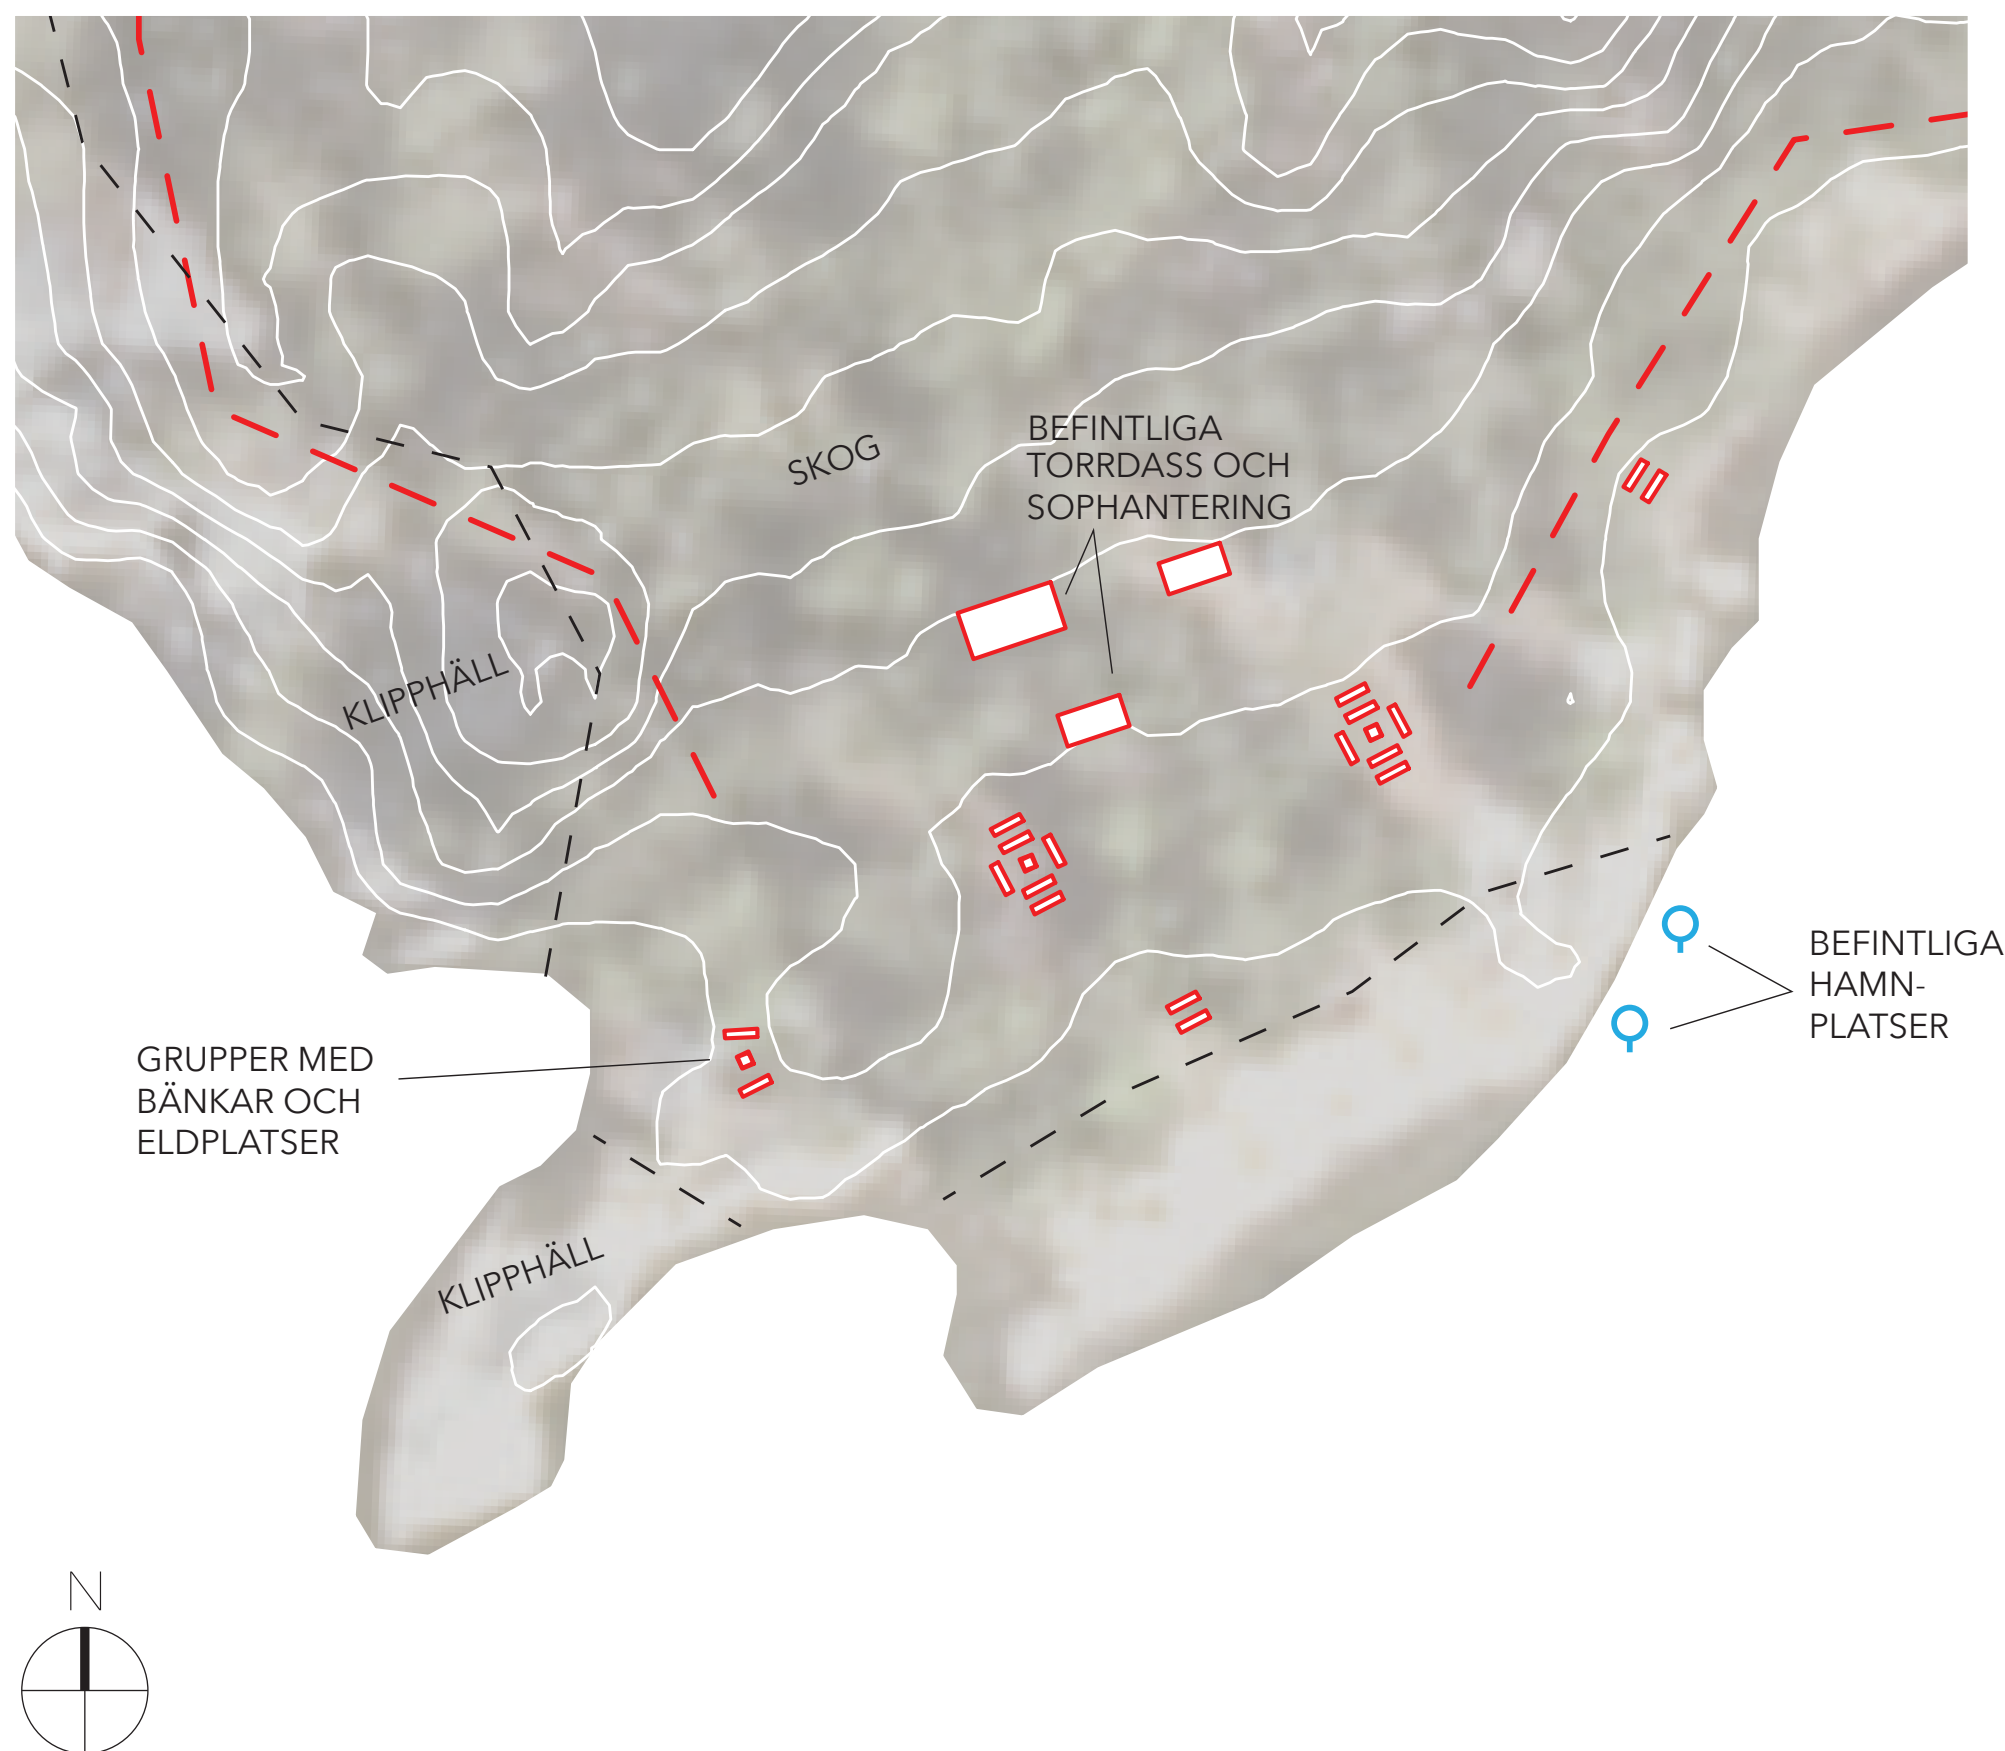 BEFINTLIGA
TORRDASS OCH
SOPHANTERING
SKOG
KLIPPHÄLL
BEFINTLIGA
HAMN-
PLATSER
GRUPPER MED
BÄNKAR OCH
ELDPLATSER
KLIPPHÄLL
N